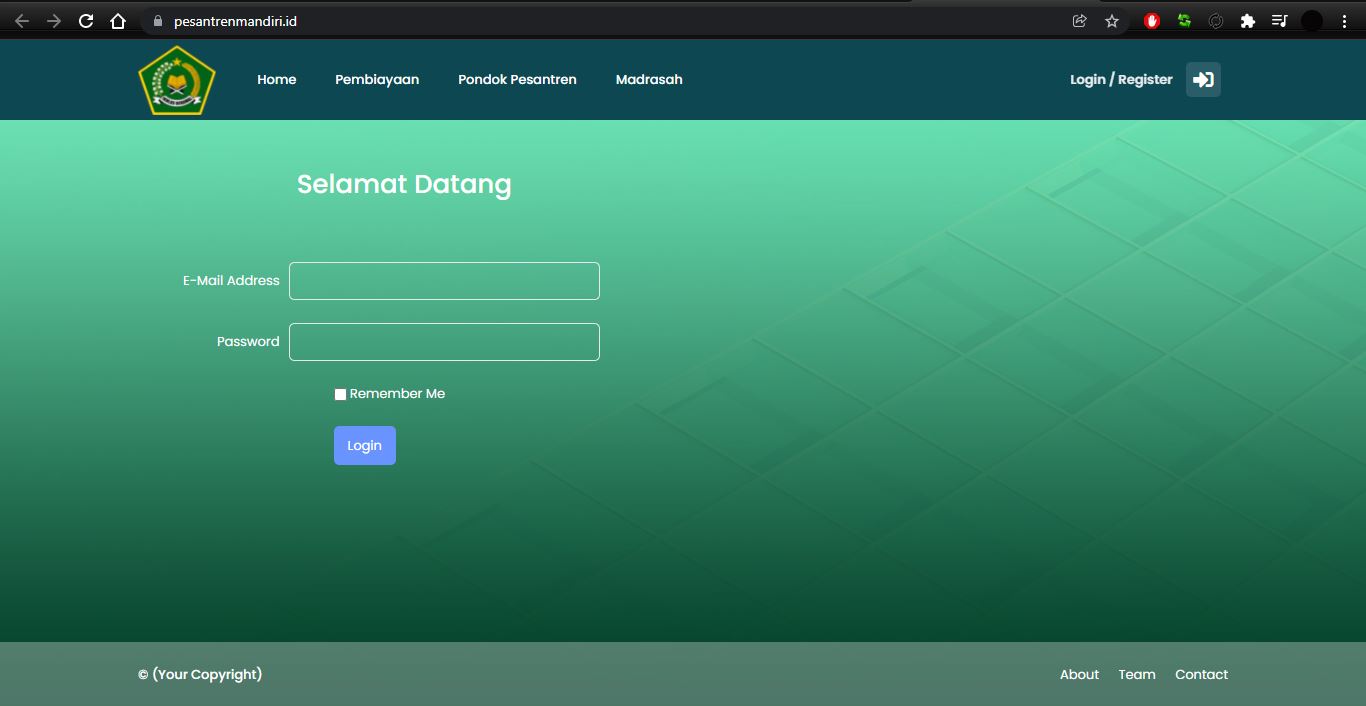 pesantrenmandiri.id
Home Pembiayaan Pondok Pesantren Madrasah Login / Register
Selamat Datang
E-Mail Address
Password
Remember Me
Login
© (Your Copyright) About Team Contact